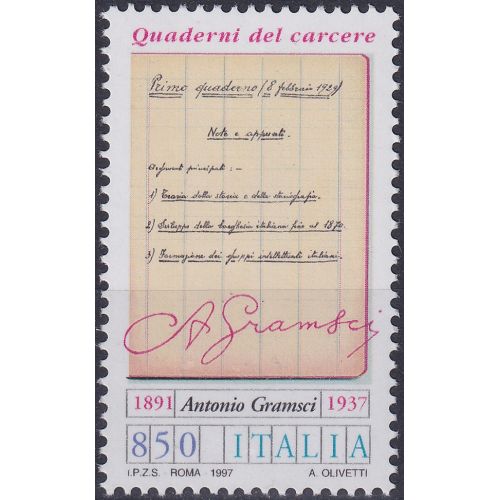 Quaderni del carcere
Primo quaderno (8 febbraio 1929)
Note e appunti.
Argomenti principali: —
1) Teoria della storia e della storiografia.
2) Sviluppo della borghesia italiana fino al 1870.
3) Formazione dei gruppi intellettuali italiani.
A Gramsci
1891 Antonio Gramsci 1937
850 ITALIA
I.P.Z.S. - ROMA - 1997 A. OLIVETTI